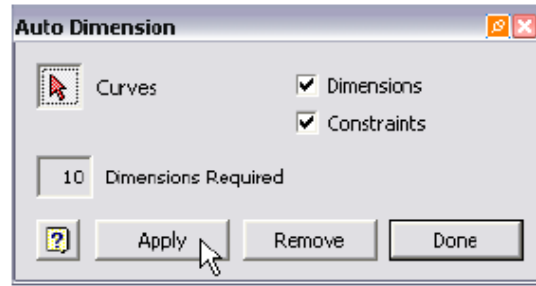 Auto Dimension
Curves
Dimensions
Constraints
10 Dimensions Required
? Apply Remove Done